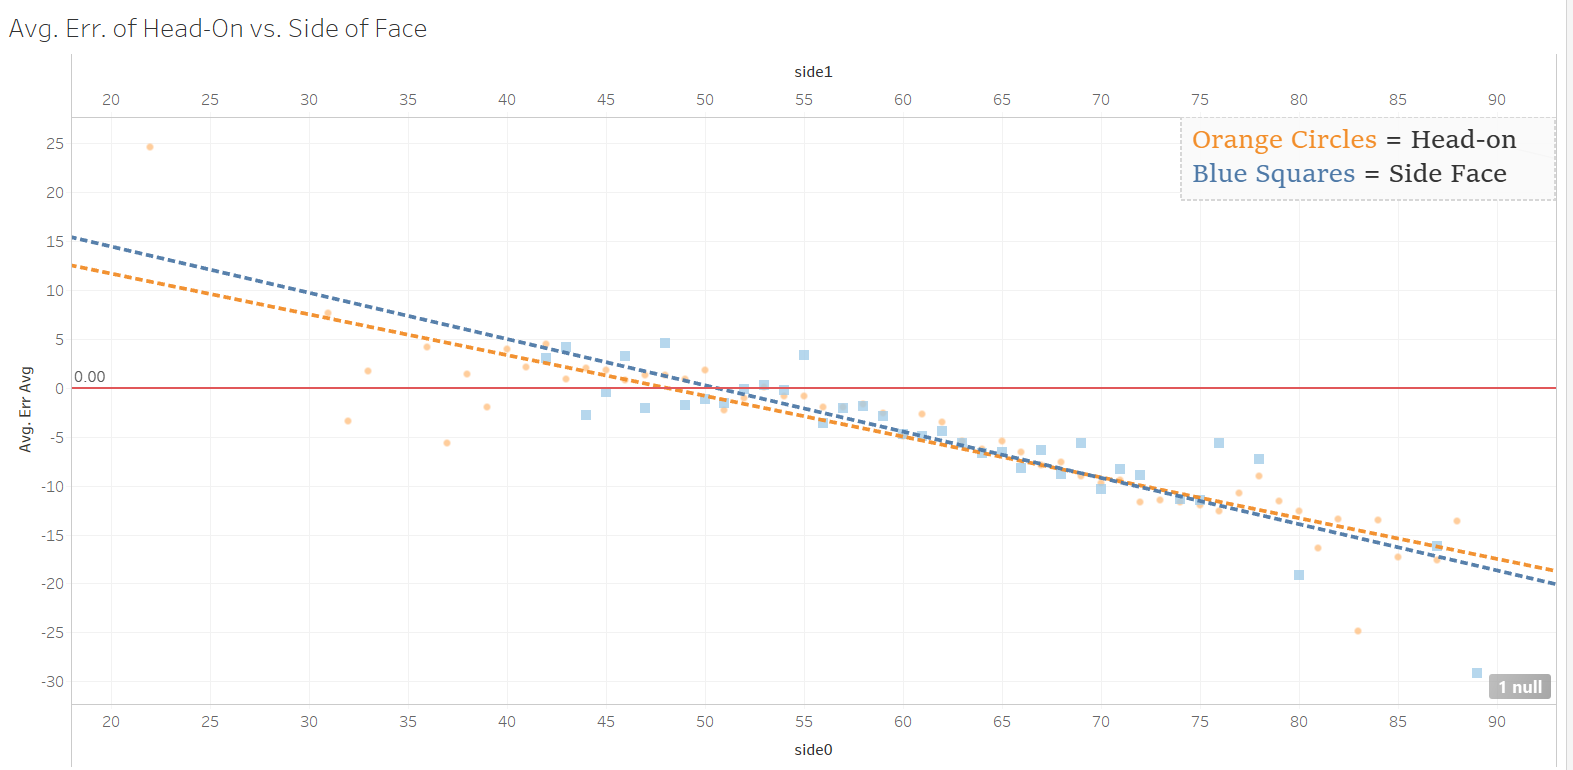 Avg. Err. of Head-On vs. Side of Face
side1
20 25 30 35 40 45 50 55 60 65 70 75 80 85 90
Orange Circles = Head-on
Blue Squares = Side Face
Avg. Err Avg
25
20
15
10
5
0
-5
-10
-15
-20
-25
-30
0.00
1 null
20 25 30 35 40 45 50 55 60 65 70 75 80 85 90
side0